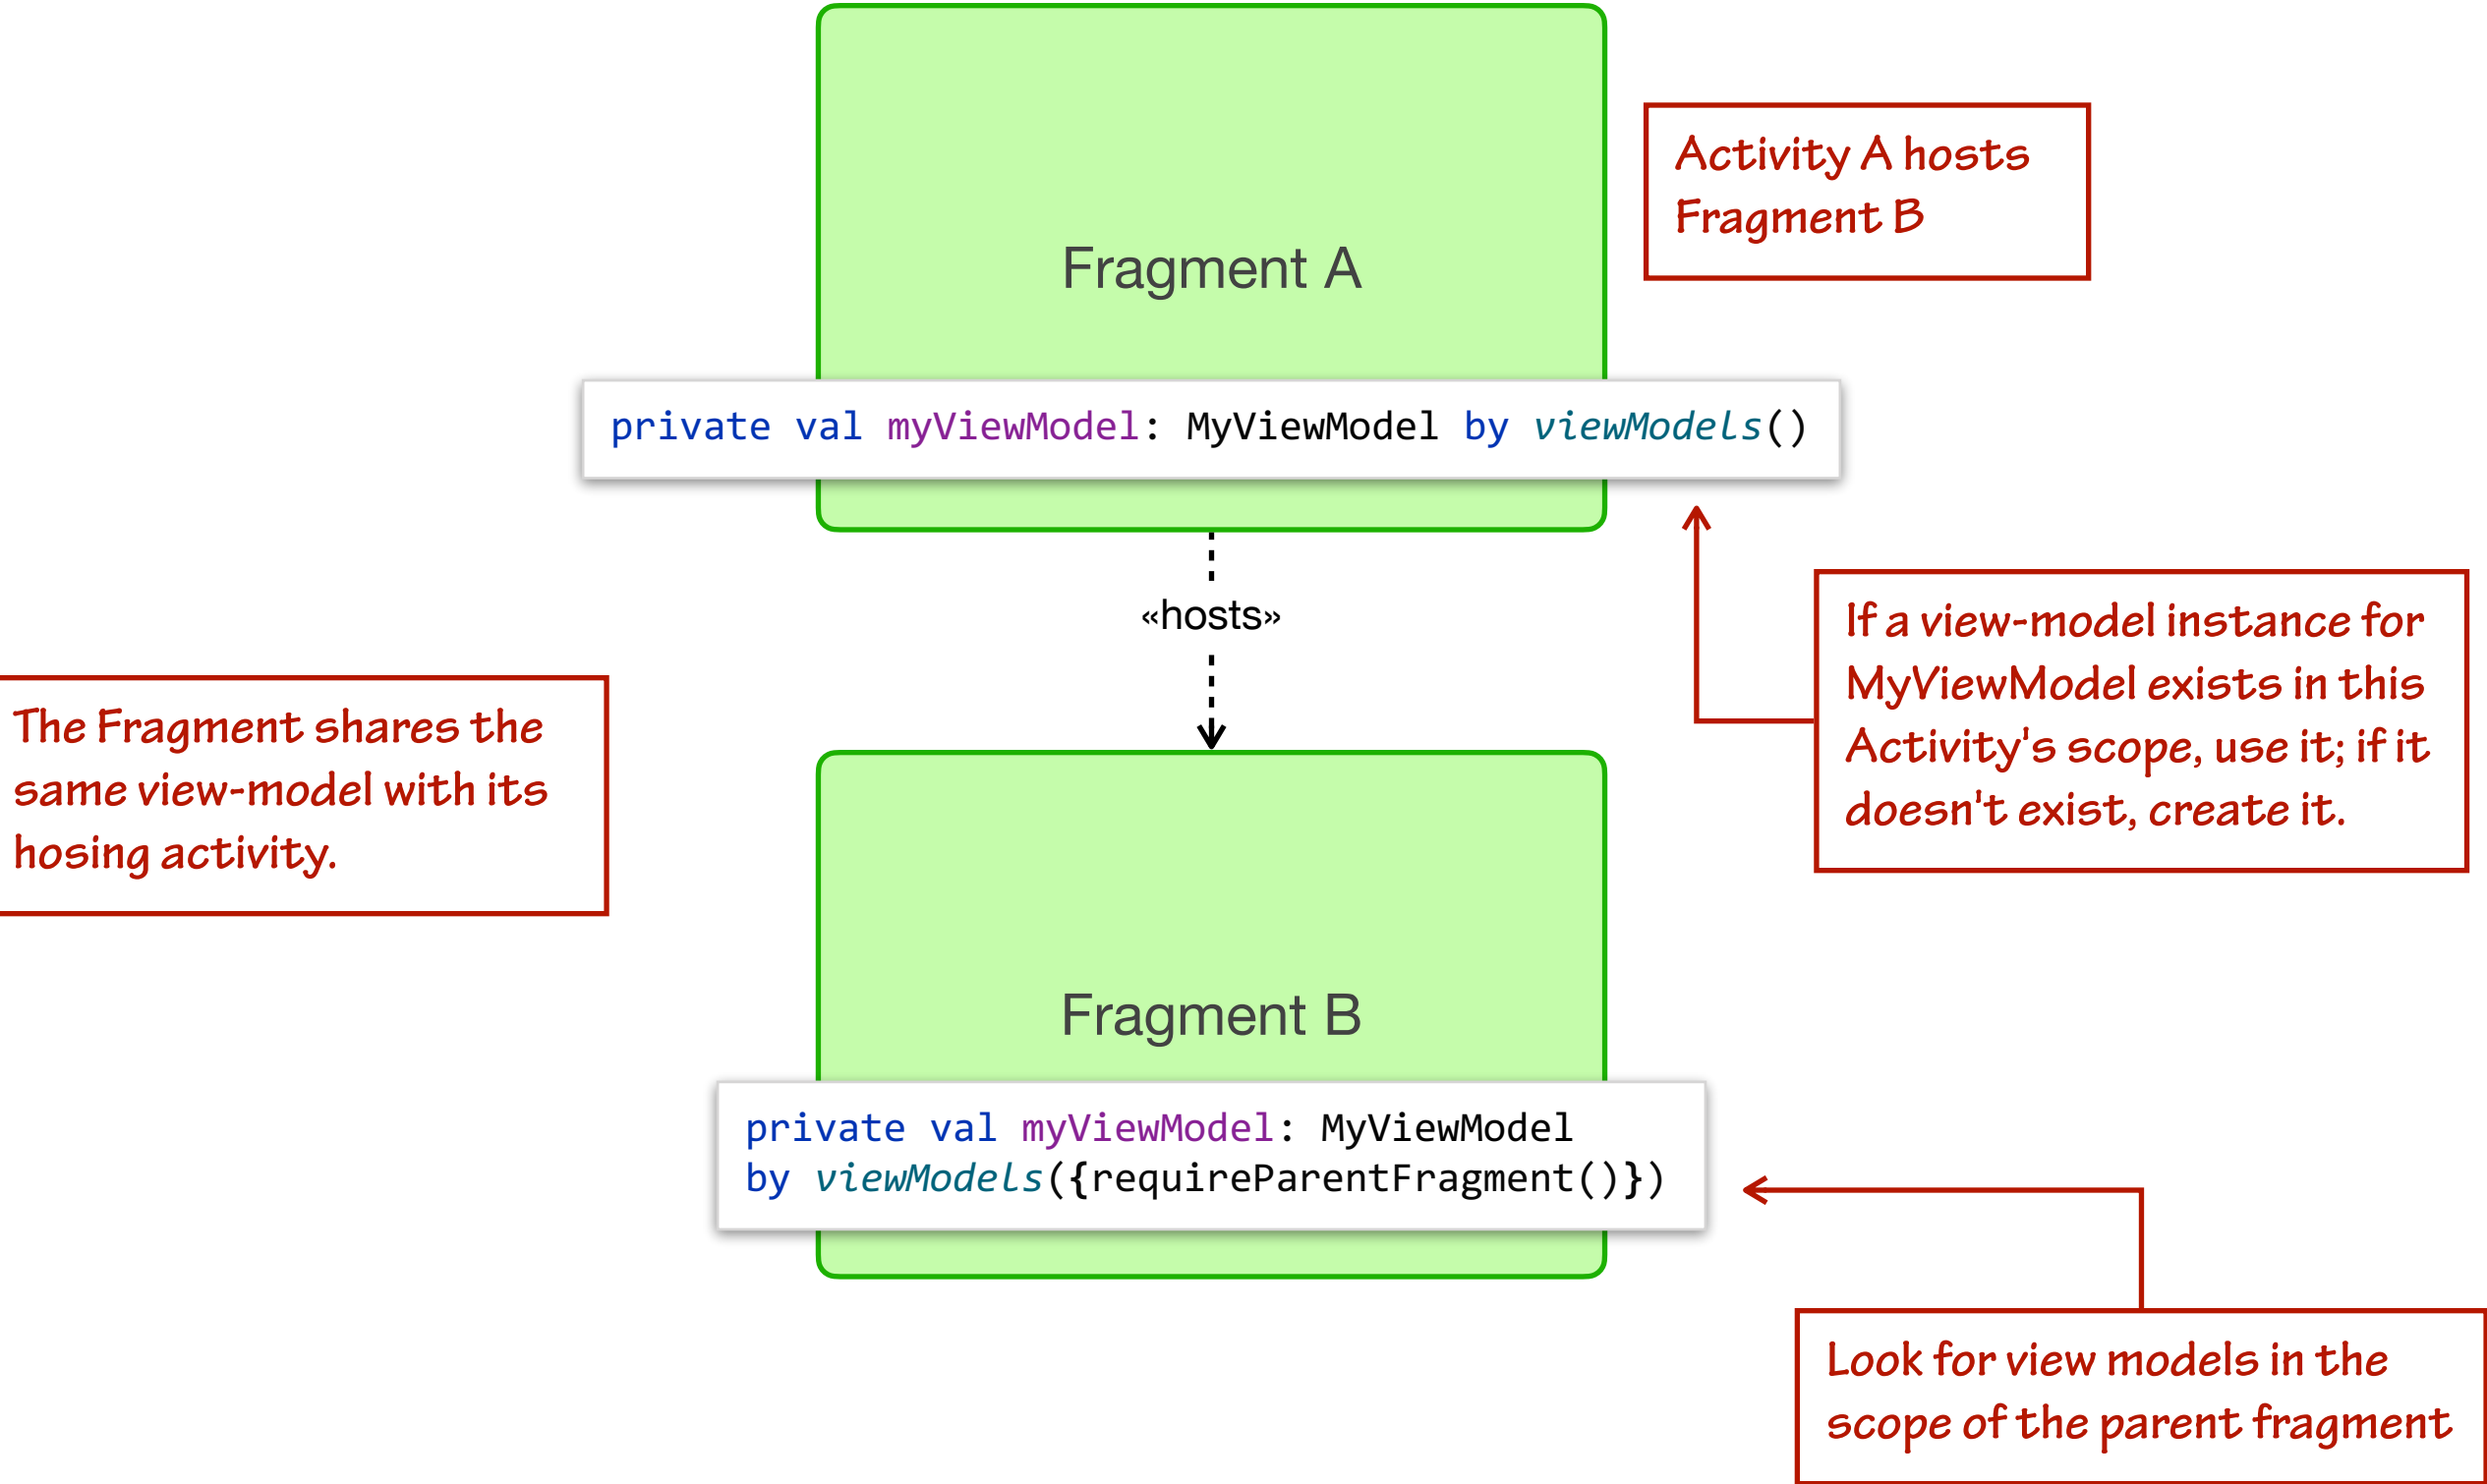 Activity A hosts
Fragment B
Fragment A
private val myViewModel: MyViewModel by viewModels()
«hosts»
If a view-model instance for
MyViewModel exists in this
Activity's scope, use it; if it
doesn't exist, create it.
The Fragment shares the
same view-model with its
hosing activity.
Fragment B
private val myViewModel: MyViewModel
by viewModels({requireParentFragment()})
Look for view models in the
scope of the parent fragment